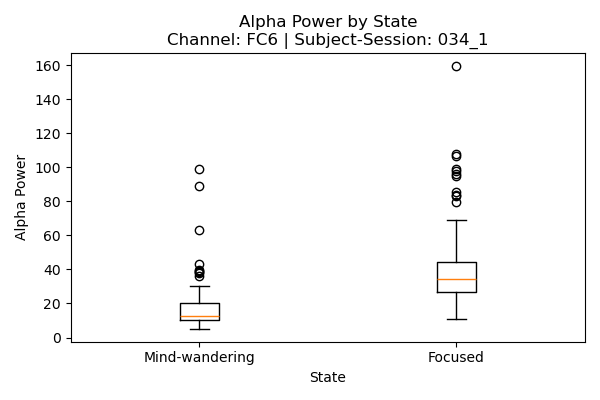 Alpha Power by State
Channel: FC6 | Subject-Session: 034_1
160
140
120
100
80
60
40
20
0
Alpha Power
Mind-wandering
Focused
State